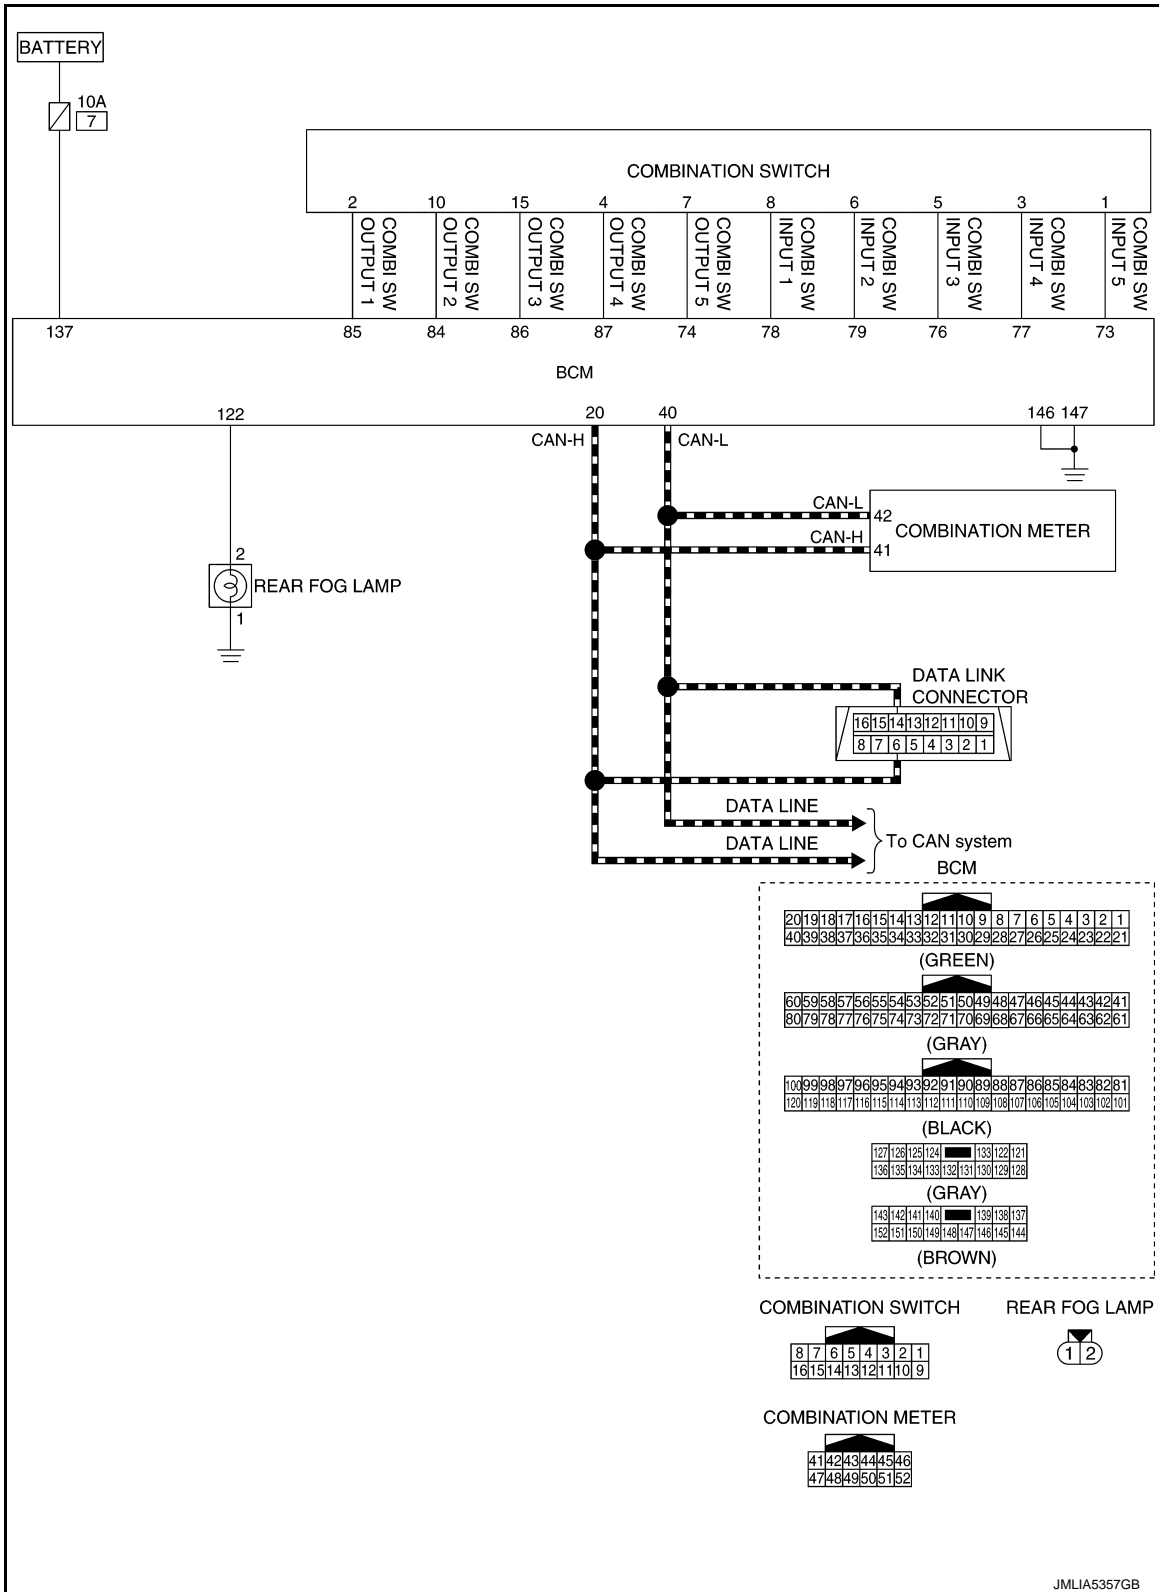 BATTERY
10A
7
COMBINATION SWITCH
2 10 15 4 7 8 6 5 3 1
COMBI SW
OUTPUT 1
COMBI SW
OUTPUT 2
COMBI SW
OUTPUT 3
COMBI SW
OUTPUT 4
COMBI SW
OUTPUT 5
COMBI SW
INPUT 1
COMBI SW
INPUT 2
COMBI SW
INPUT 3
COMBI SW
INPUT 4
COMBI SW
INPUT 5
137 85 84 86 87 74 78 79 76 77 73
BCM
122 20 40 146 147
CAN-H CAN-L
CAN-L 42
COMBINATION METER
CAN-H 41
2
REAR FOG LAMP
1
DATA LINK
CONNECTOR
16 15 14 13 12 11 10 9
8 7 6 5 4 3 2 1
DATA LINE
DATA LINE
To CAN system
BCM
20 19 18 17 16 15 14 13 12 11 10 9 8 7 6 5 4 3 2 1
40 39 38 37 36 35 34 33 32 31 30 29 28 27 26 25 24 23 22 21
(GREEN)
60 59 58 57 56 55 54 53 52 51 50 49 48 47 46 45 44 43 42 41
80 79 78 77 76 75 74 73 72 71 70 69 68 67 66 65 64 63 62 61
(GRAY)
100 99 98 97 96 95 94 93 92 91 90 89 88 87 86 85 84 83 82 81
120 119 118 117 116 115 114 113 112 111 110 109 108 107 106 105 104 103 102 101
(BLACK)
127 126 125 124 133 122 121
136 135 134 133 132 131 130 129 128
(GRAY)
143 142 141 140 139 138 137
152 151 150 149 148 147 146 145 144
(BROWN)
COMBINATION SWITCH
8 7 6 5 4 3 2 1
16 15 14 13 12 11 10 9
REAR FOG LAMP
1 2
COMBINATION METER
41 42 43 44 45 46
47 48 49 50 51 52
JMLIA5357GB